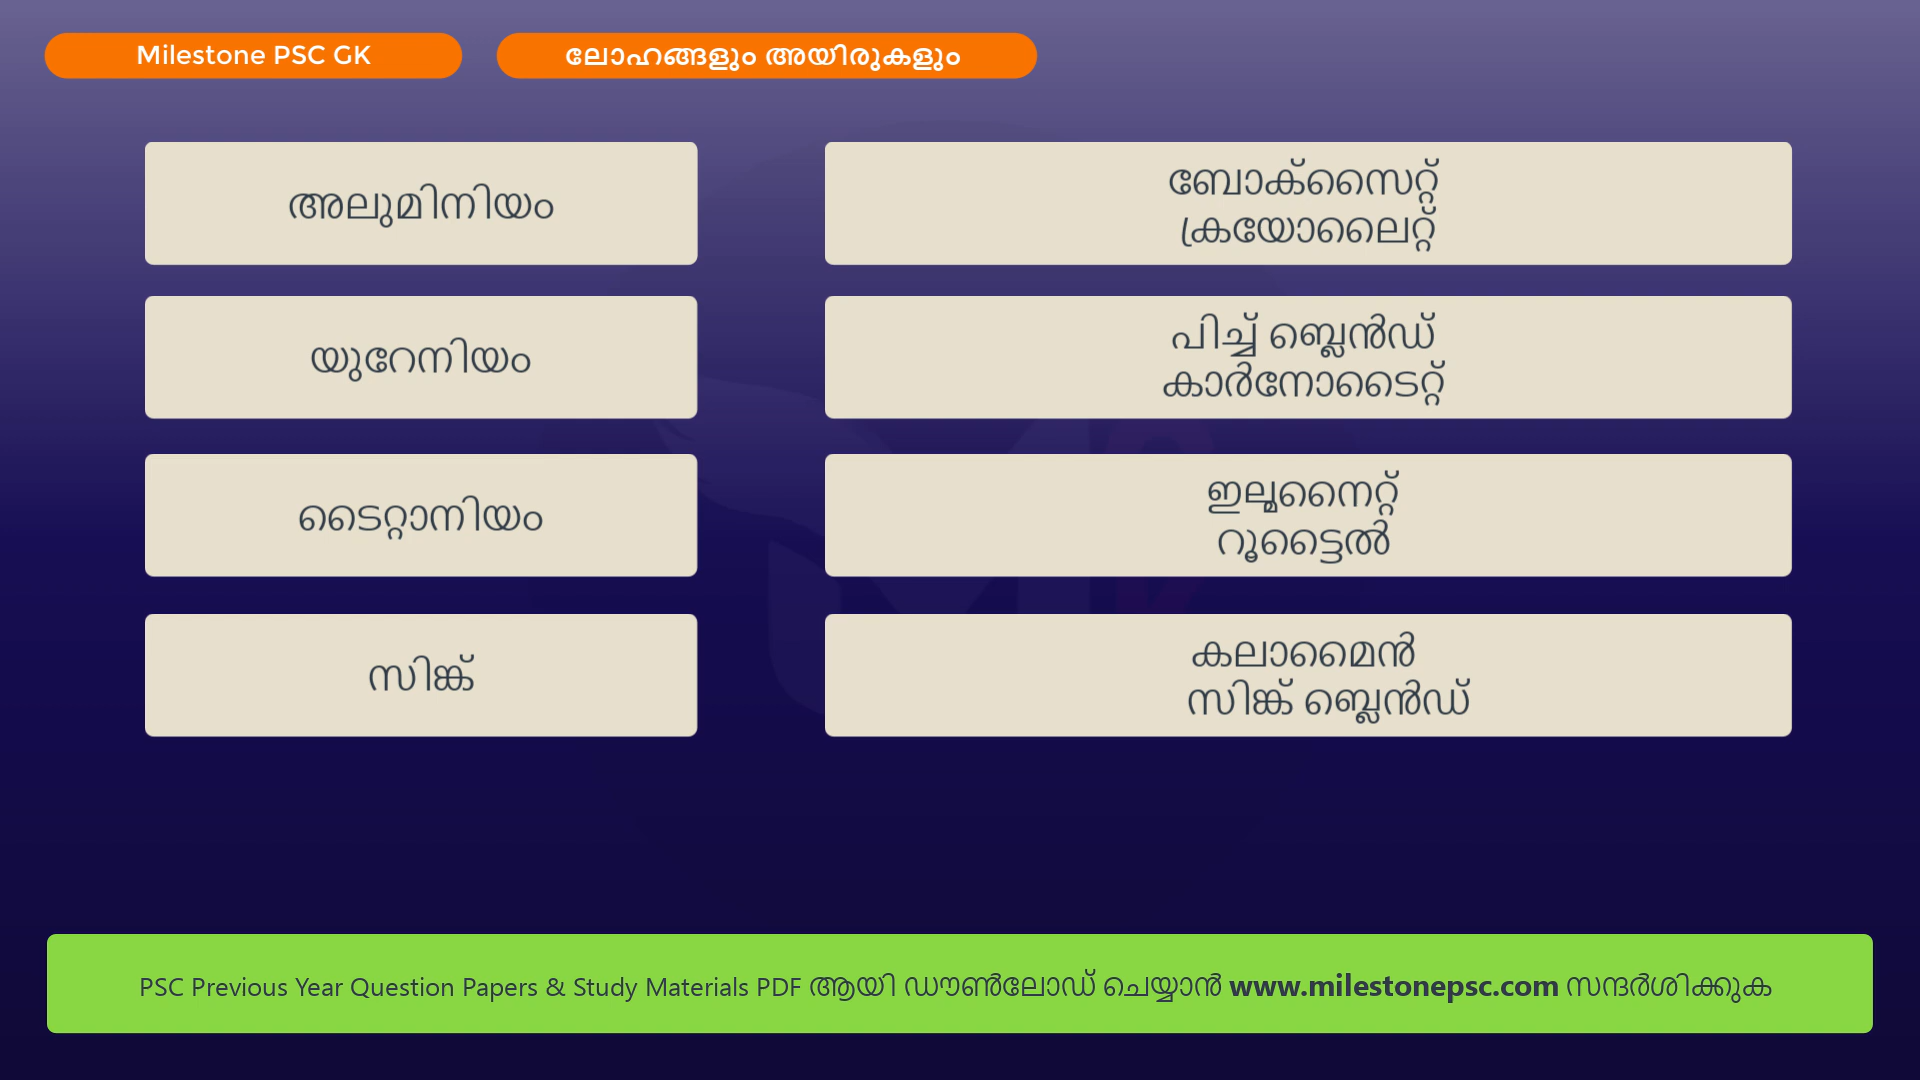 Milestone PSC GK
ലോഹങ്ങളും അയിരുകളും
അലുമിനിയം
ബോക്സൈറ്റ്
ക്രയോലൈറ്റ്
യുറേനിയം
പിച്ച് ബ്ലെൻഡ്
കാർനോടൈറ്റ്
ടൈറ്റാനിയം
ഇല്മനൈറ്റ്
റൂട്ടൈൽ
സിങ്ക്
കലാമൈൻ
സിങ്ക് ബ്ലെൻഡ്
PSC Previous Year Question Papers & Study Materials PDF ആയി ഡൗൺലോഡ് ചെയ്യാൻ www.milestonepsc.com സന്ദർശിക്കുക